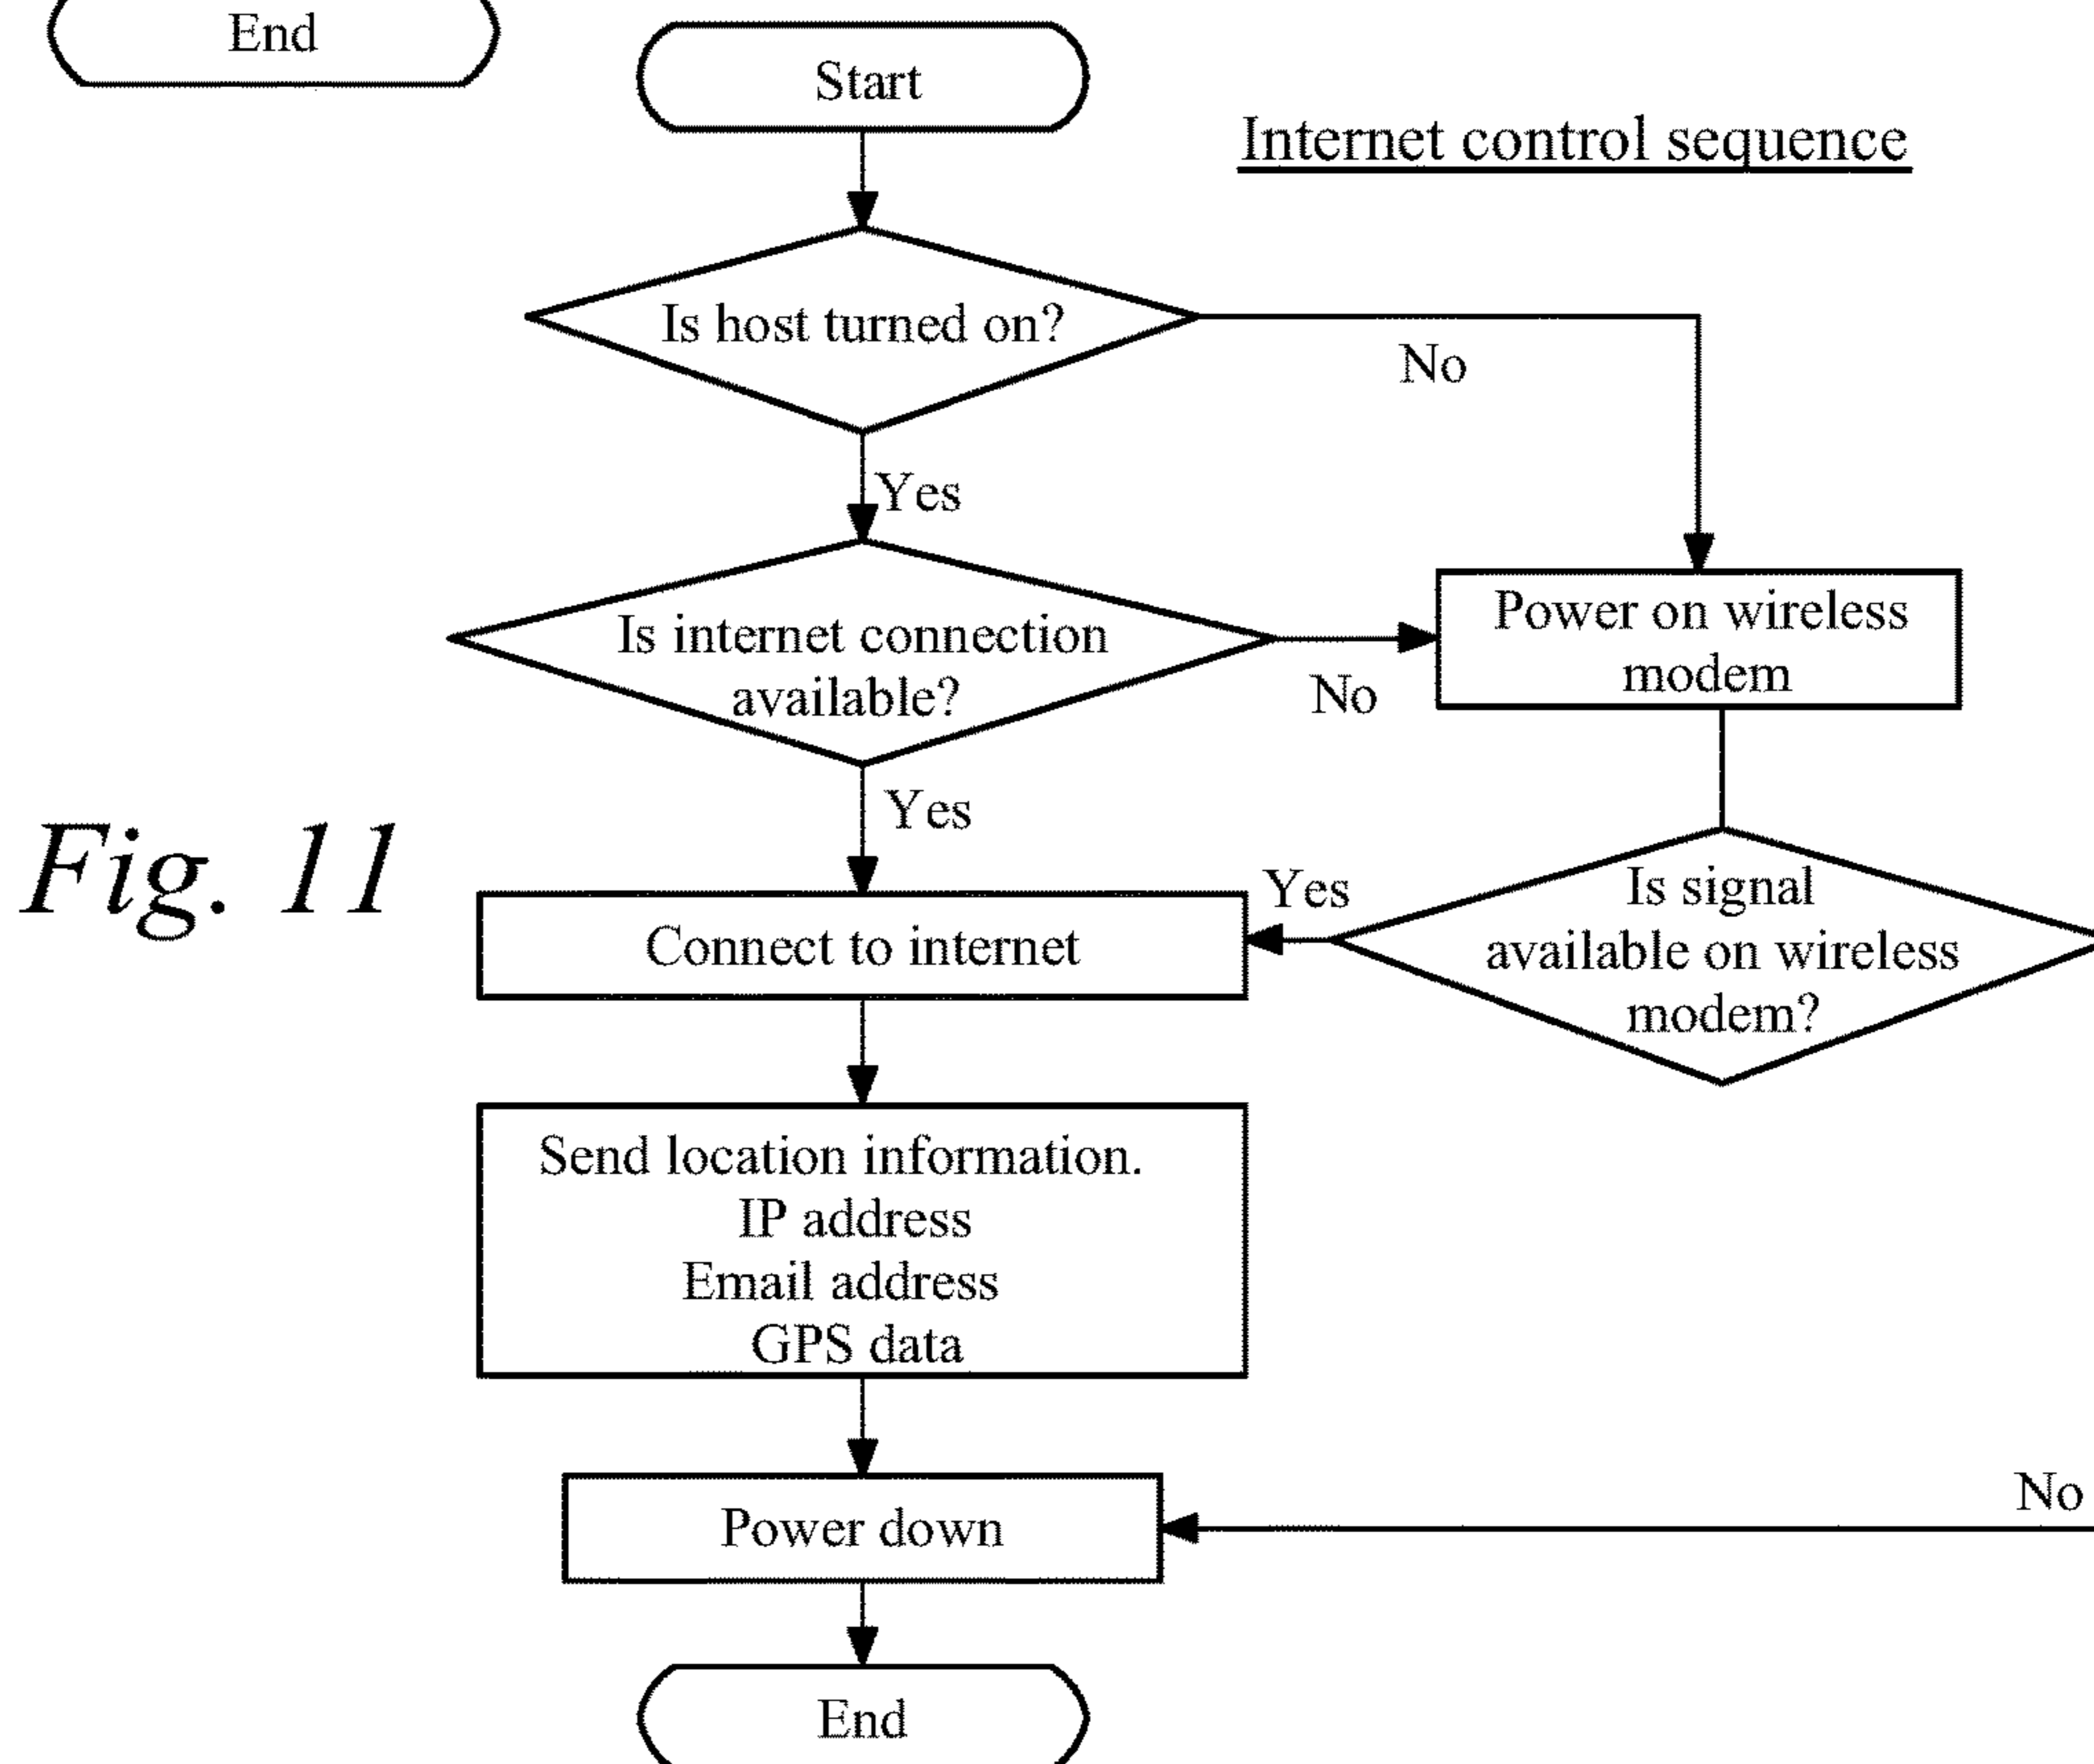 End
Start
Internet control sequence
Is host turned on?
No
Yes
Is internet connection
available?
No
Power on wireless
modem
Yes
Fig. 11
Connect to internet
Yes
Is signal
available on wireless
modem?
Send location information.
IP address
Email address
GPS data
No
Power down
End